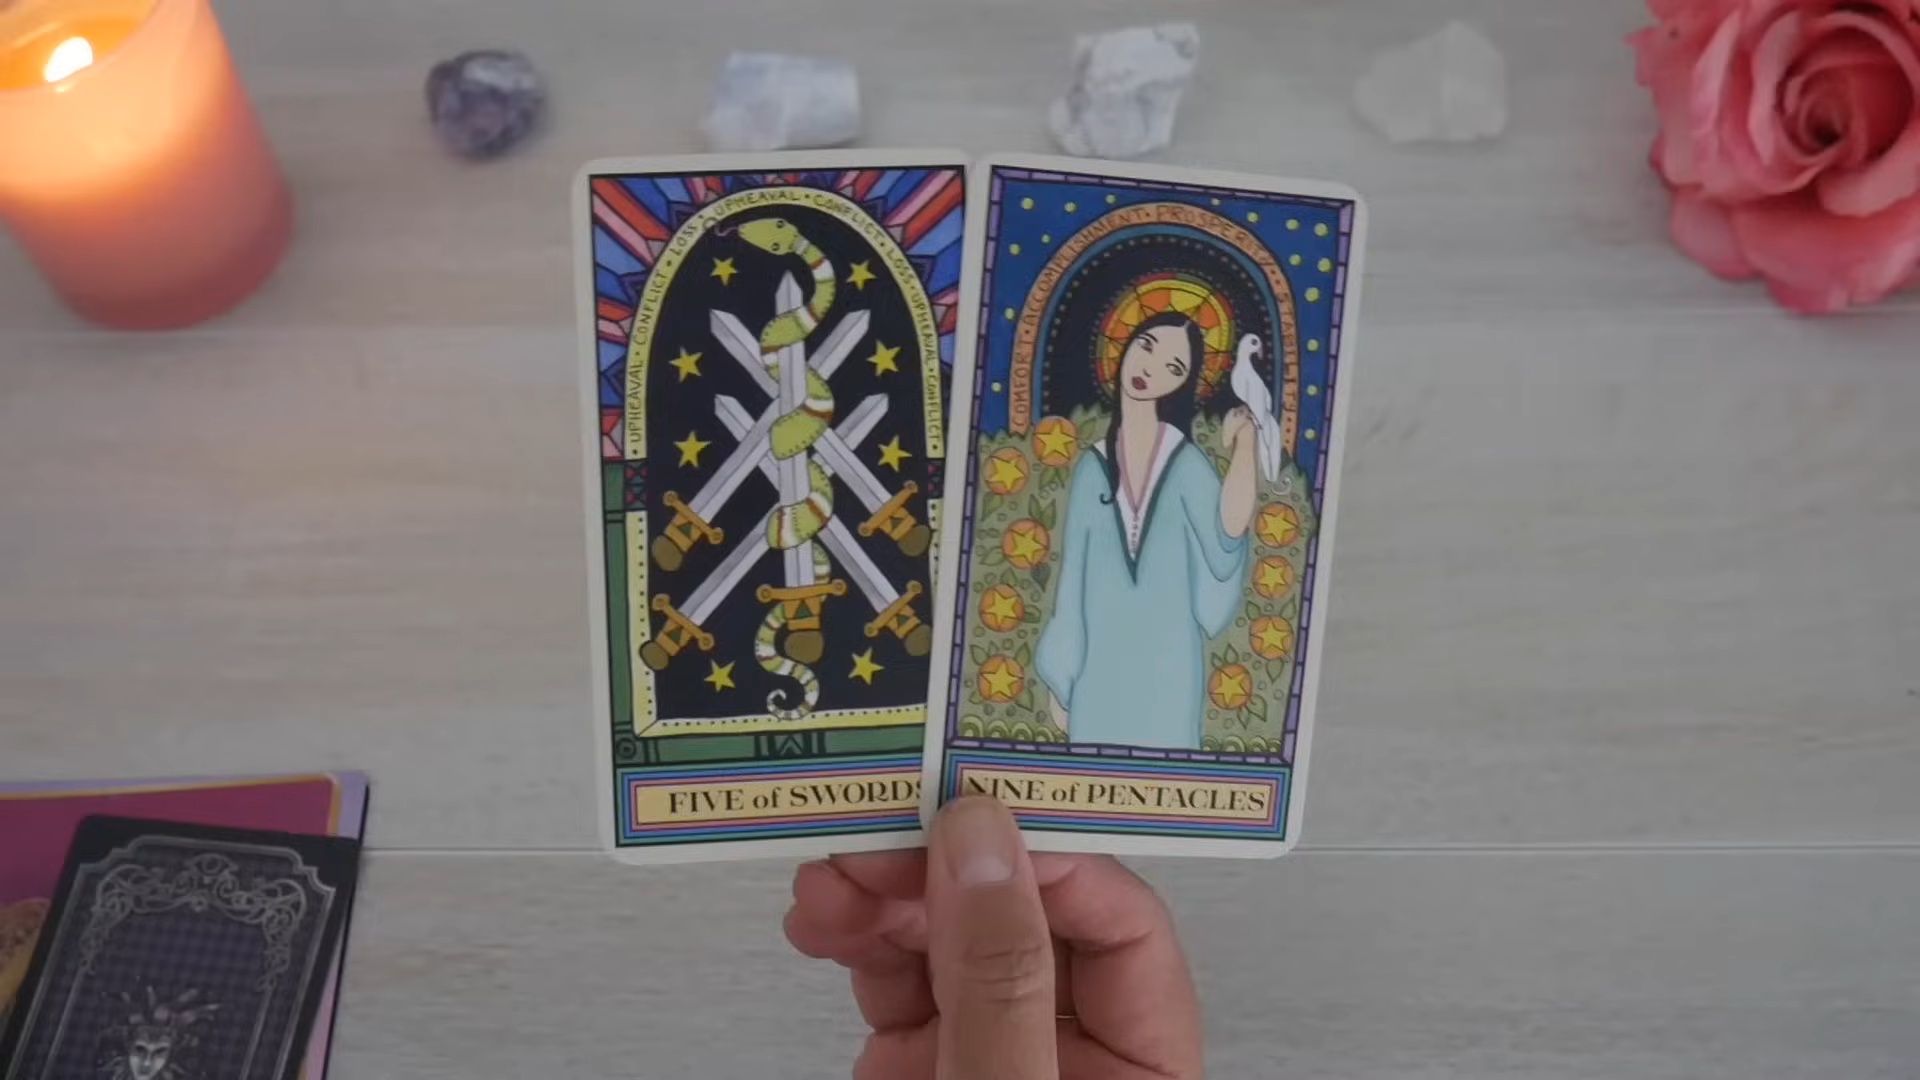 UPHEAVAL • CONFLICT • LOSS • UPHEAVAL • CONFLICT • LOSS • UPHEAVAL • CONFLICT •
FIVE of SWORDS
COMFORT • ACCOMPLISHMENT • PROSPERITY • STABILITY •
NINE of PENTACLES